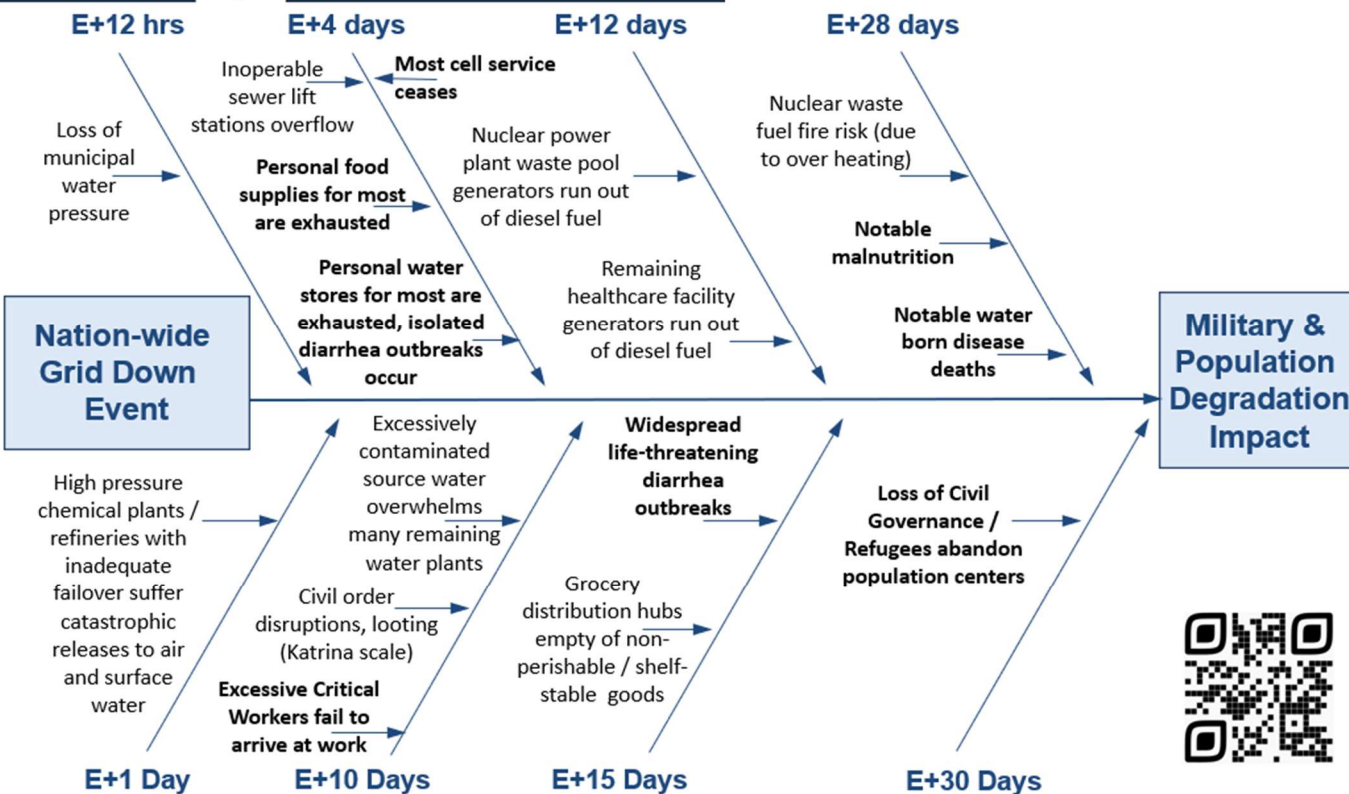 E+12 hrs
E+4 days
E+12 days
E+28 days
Loss of
municipal
water
pressure
Inoperable
sewer lift
stations overflow
Most cell service
ceases
Personal food
supplies for most
are exhausted
Personal water
stores for most are
exhausted, isolated
diarrhea outbreaks
occur
Nuclear power
plant waste pool
generators run out
of diesel fuel
Remaining
healthcare facility
generators run out
of diesel fuel
Nuclear waste
fuel fire risk (due
to over heating)
Notable
malnutrition
Notable water
born disease
deaths
Nation-wide
Grid Down
Event
Military &
Population
Degradation
Impact
High pressure
chemical plants /
refineries with
inadequate
failover suffer
catastrophic
releases to air
and surface
water
Excessively
contaminated
source water
overwhelms
many remaining
water plants
Civil order
disruptions, looting
(Katrina scale)
Excessive Critical
Workers fail to
arrive at work
Widespread
life-threatening
diarrhea
outbreaks
Grocery
distribution hubs
empty of non-
perishable / shelf-
stable goods
Loss of Civil
Governance /
Refugees abandon
population centers
E+1 Day
E+10 Days
E+15 Days
E+30 Days